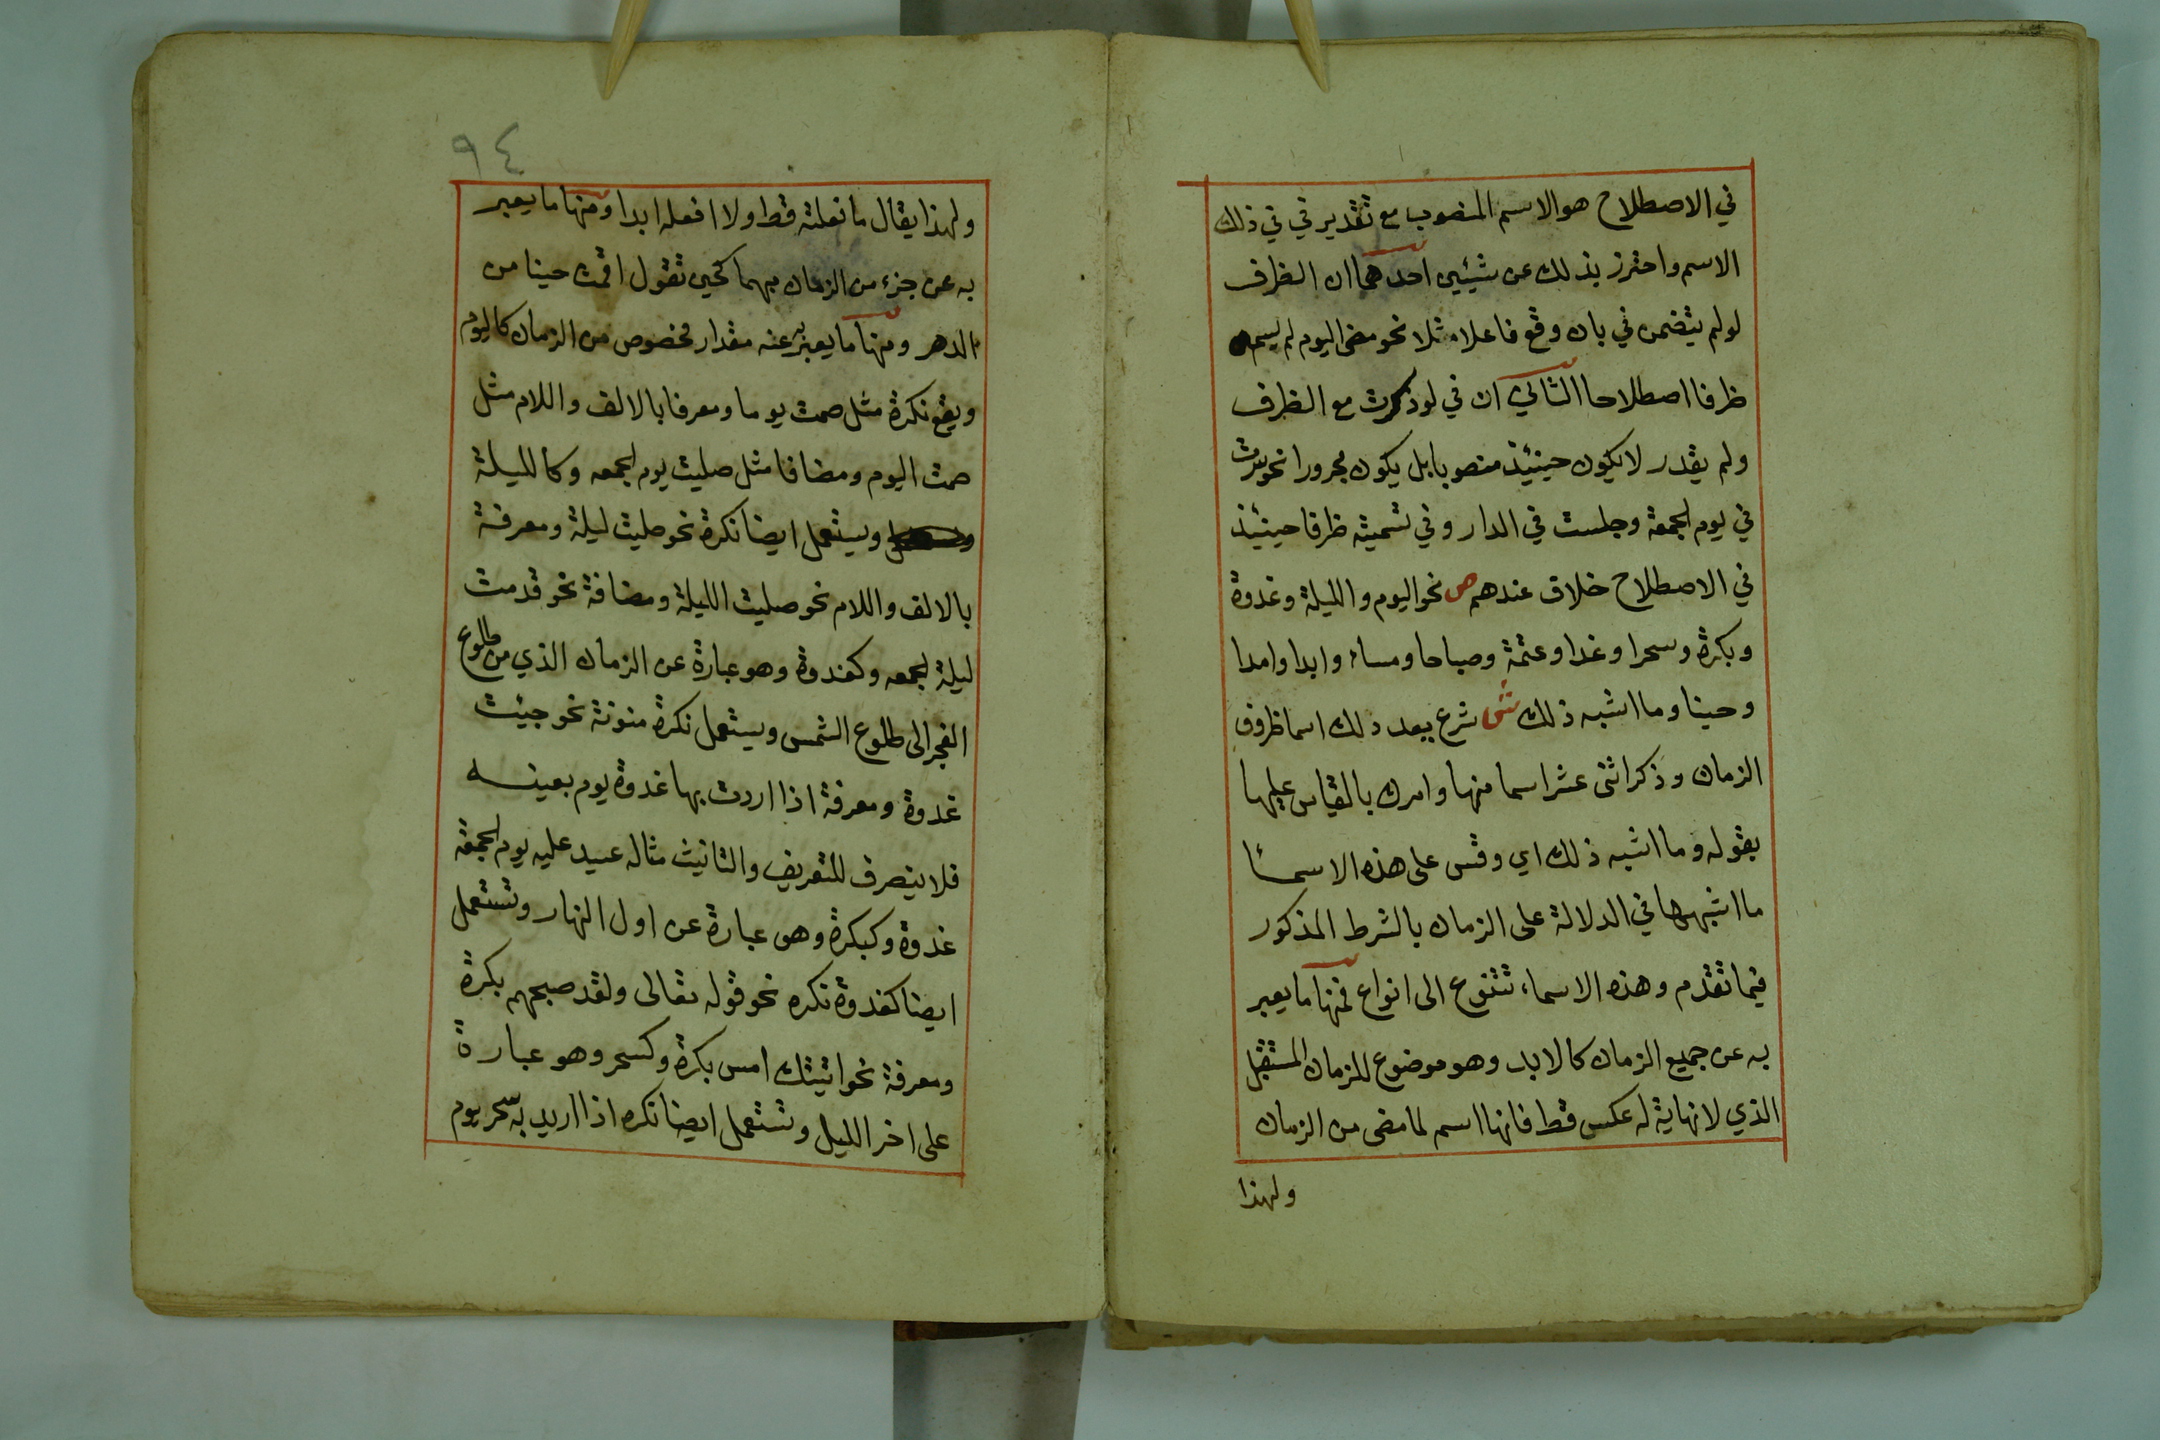 في الاصطلاح هو الاسم المنصوب مع تقدير في في ذلك
الاسم واحترز بذلك عن شيئين احدهما ان الظرف
لو لم يتضمن في بان وقع فاعلا مثلا نحو مضى اليوم لم يسم
ظرفا اصطلاحا الثاني ان في لو ذكرت مع الظرف
ولم يقدر لا يكون حينئذ منصوبا بل يكون مجرورا نحو سرت
في يوم الجمعة وجلست في الدار وفي تسميته ظرفا حينئذ
في الاصطلاح خلاف عندهم ص نحو اليوم والليلة وغدوة
وبكرة وسحرا وغدا وعتمة وصباحا ومساء وابدا وامدا
وحينا وما اشبه ذلك ش شرع بعد ذلك اسما ظروف
الزمان وذكر اثنى عشر اسما منها وامرك بالقياس عليها
بقوله وما اشبه ذلك اي وقس على هذه الاسما
ما اشبهها في الدلالة على الزمان بالشرط المذكور
فيما تقدم وهذه الاسماء تتنوع الى انواع فمنها ما يعبر
به عن جميع الزمان كالابد وهو موضوع للزمان المستقبل
الذي لا نهاية له عكس قط فانها اسم لما مضى من الزمان
ولهذا
٩٤
ولهذا يقال ما فعلته قط ولا افعله ابدا ومنها ما يعبر
به عن جزء من الزمان مبهما كحين تقول اقمت حينا من
الدهر ومنها ما يعبر به عنه مقدار مخصوص من الزمان كاليوم
ويقع نكرة مثل صمت يوما ومعرفا بالالف واللام مثل
صمت اليوم ومضافا مثل صليت يوم الجمعه وكالليلة
ويستعمل ايضا نكرة نحو صليت ليلة ومعرفة
بالالف واللام نحو صليت الليلة ومضافة نحو قدمت
ليلة الجمعه وكغدوة وهو عبارة عن الزمان الذي من طلوع
الفجر الى طلوع الشمس ويستعمل نكرة منونة نحو جيئت
غدوة ومعرفة اذا اردت بها غدوة يوم بعينه
فلا ينصرف للتعريف والتانيث مثاله عليه يوم الجمعة
غدوة وكبكرة وهو عبارة عن اول النهار وتستعمل
ايضا كغدوة نكره نحو قوله تعالى ولقد صبحهم بكرة
ومعرفة نحو اتيتك امس بكرة وكسحر وهو عبارة
على اخر الليل وتستعمل ايضا نكره اذا اريد به سحر يوم